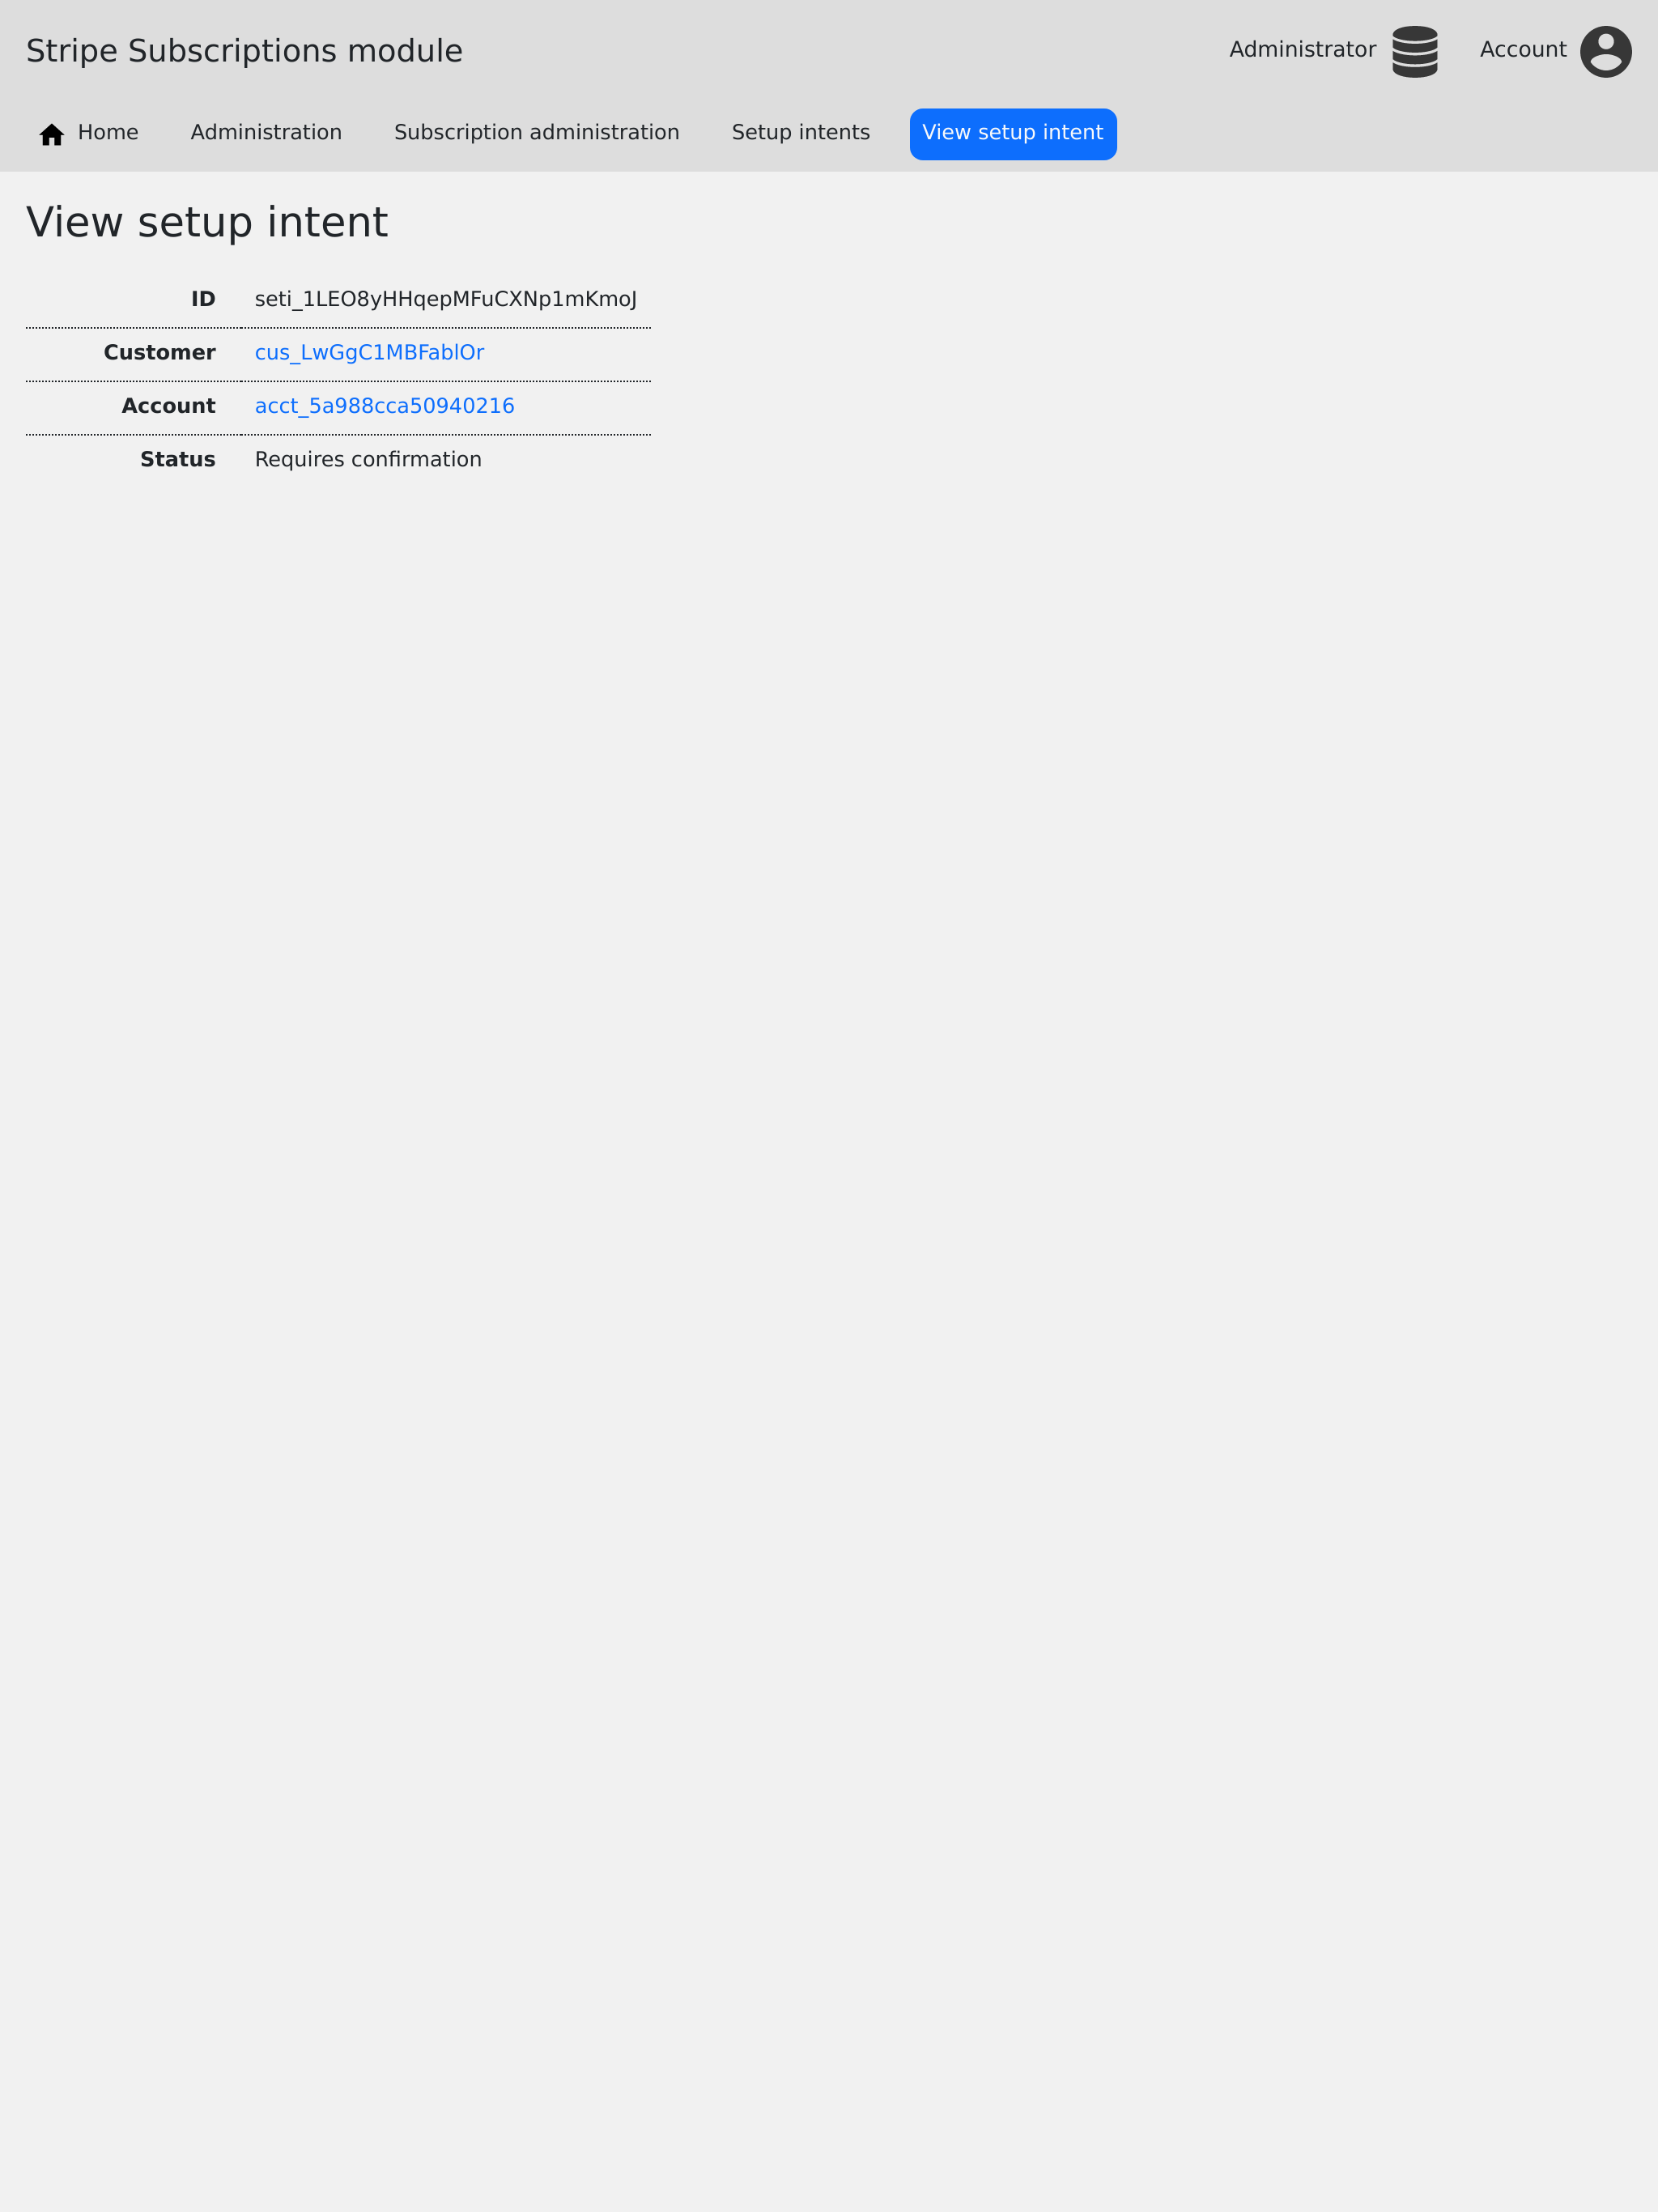 Stripe Subscriptions module
Administrator
Account
Home Administration Subscription administration Setup intents View setup intent
View setup intent
ID seti_1LEO8yHHqepMFuCXNp1mKmoJ
Customer cus_LwGgC1MBFablOr
Account acct_5a988cca50940216
Status Requires confirmation